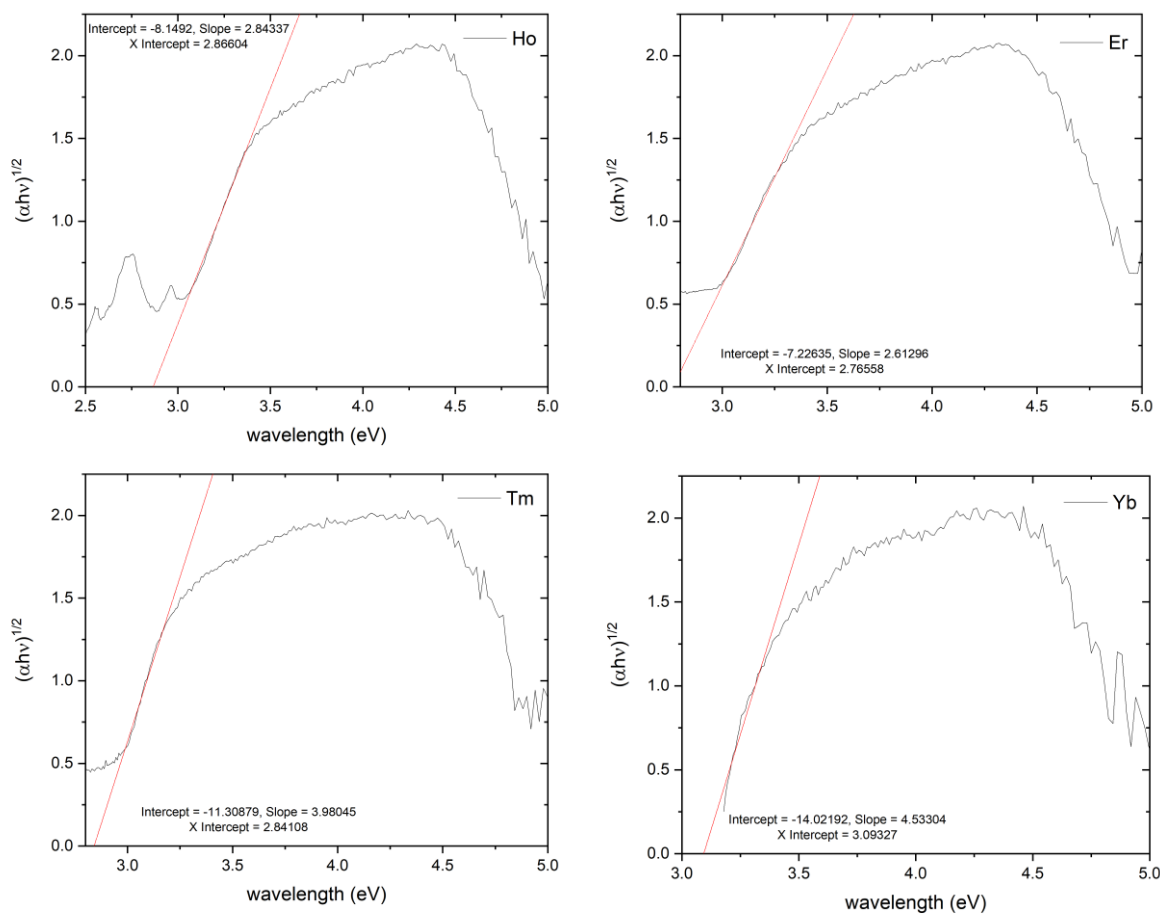 Intercept = -8.1492, Slope = 2.84337
X Intercept = 2.86604
Ho
2.0
1.5
1.0
0.5
0.0
(αhν)1/2
2.5 3.0 3.5 4.0 4.5 5.0
wavelength (eV)
Er
2.0
1.5
1.0
0.5
0.0
(αhν)1/2
Intercept = -7.22635, Slope = 2.61296
X Intercept = 2.76558
3.0 3.5 4.0 4.5 5.0
wavelength (eV)
Tm
2.0
1.5
1.0
0.5
0.0
(αhν)1/2
Intercept = -11.30879, Slope = 3.98045
X Intercept = 2.84108
3.0 3.5 4.0 4.5 5.0
wavelength (eV)
Yb
2.0
1.5
1.0
0.5
0.0
(αhν)1/2
Intercept = -14.02192, Slope = 4.53304
X Intercept = 3.09327
3.0 3.5 4.0 4.5 5.0
wavelength (eV)